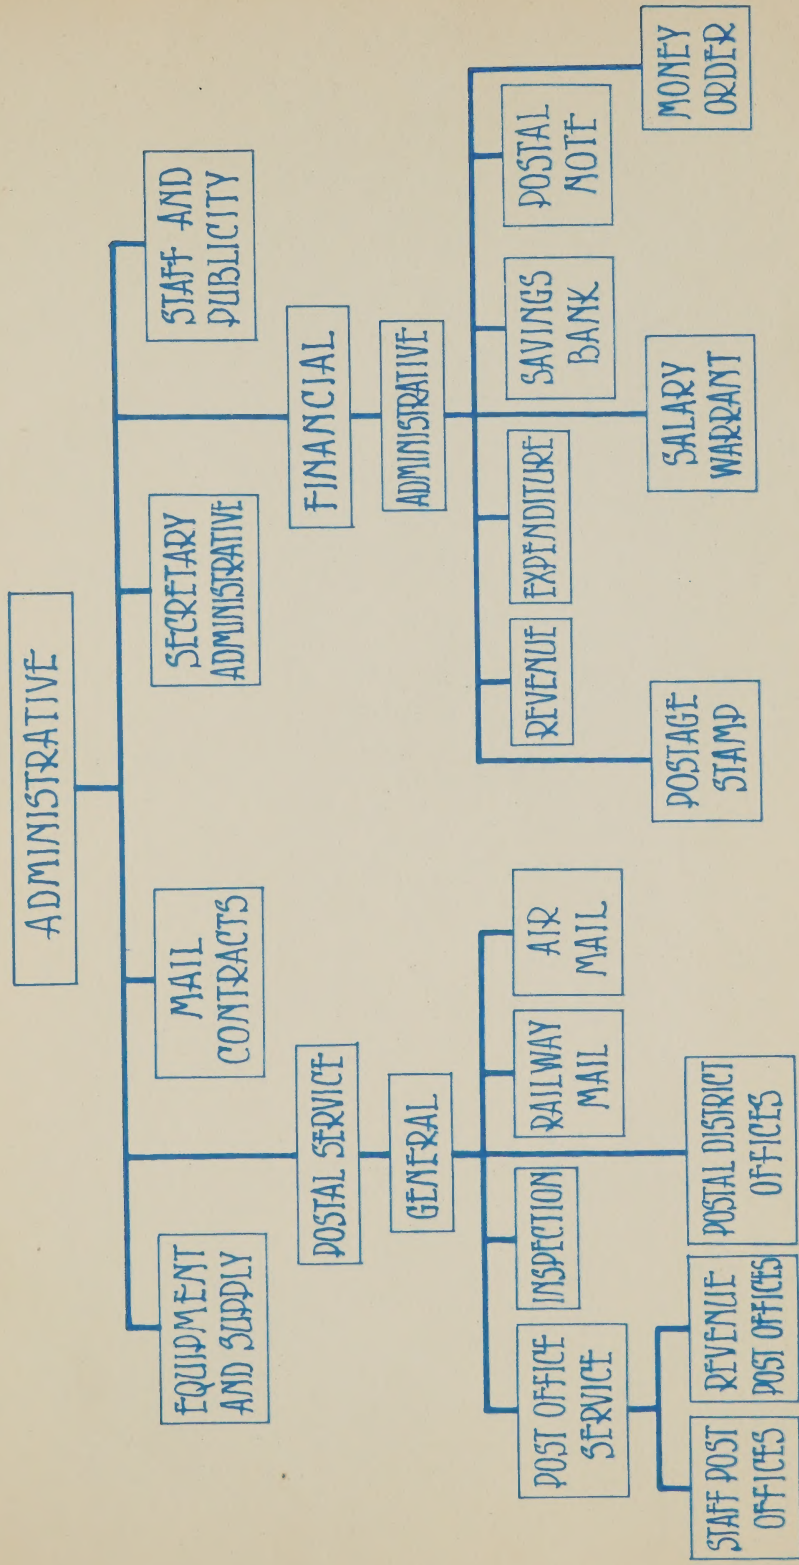 ADMINISTRATIVE
EQUIPMENT
AND SUPPLY
MAIL
CONTRACTS
SECRETARY
ADMINISTRATIVE
STAFF AND
PUBLICITY
POSTAL SERVICE
FINANCIAL
GENERAL
ADMINISTRATIVE
POST OFFICE
SERVICE
INSPECTION
RAILWAY
MAIL
AIR
MAIL
REVENUE
EXPENDITURE
SAVINGS
BANK
POSTAL
NOTE
STAFF POST
OFFICES
REVENUE
POST OFFICES
POSTAL DISTRICT
OFFICES
POSTAGE
STAMP
SALARY
WARRANT
MONEY
ORDER